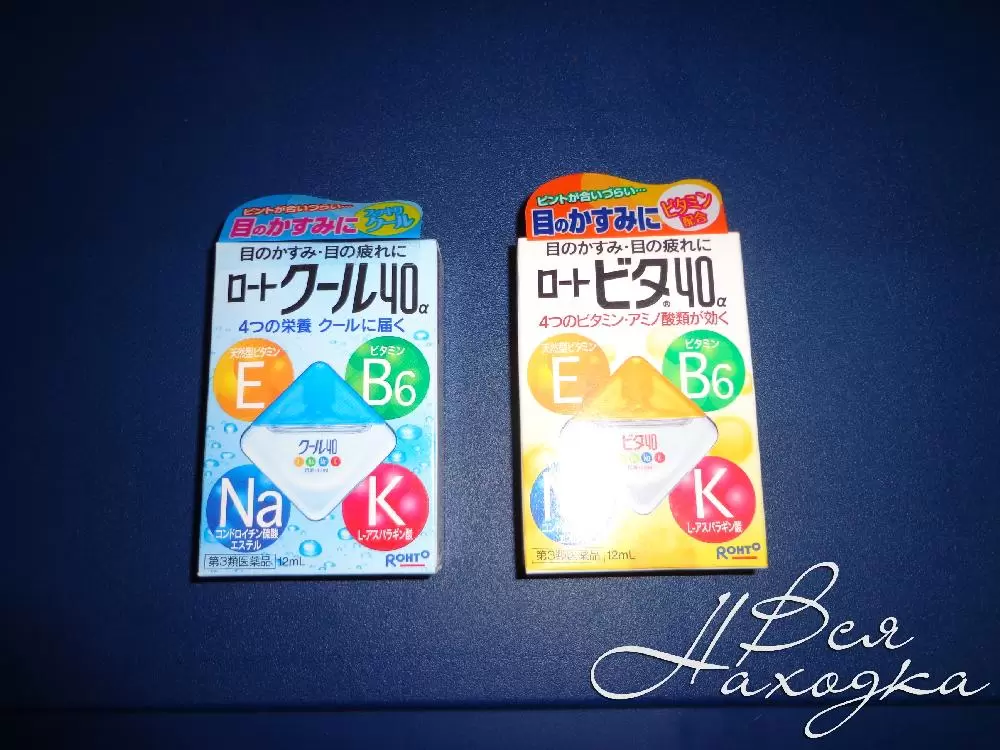 ピントが合いづらい…
目のかすみに
クール
目のかすみ・目の疲れに
ロートクール40α
4つの栄養 クールに届く
天然型ビタミン
E
ビタミン
B6
クール40
Na
コンドロイチン硫酸
エステル
K
L-アスパラギン酸
第3類医薬品 12mL
ROHTO
ピントが合いづらい…
目のかすみに
ビタミン
配合
目のかすみ・目の疲れに
ロートビタ®40α
4つのビタミン・アミノ酸類が効く
天然型ビタミン
E
ビタミン
B6
ビタ40
K
L-アスパラギン酸
第3類医薬品 12mL
ROHTO
Вся
Находка